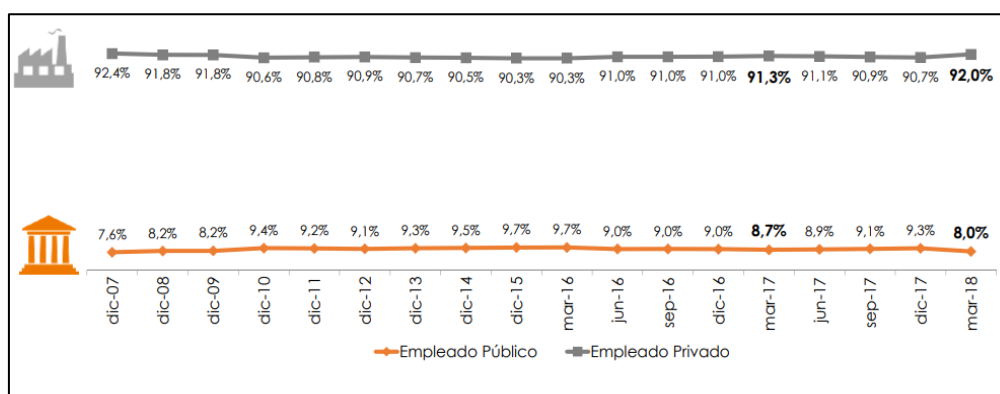 92,4% 91,8% 91,8% 90,6% 90,8% 90,9% 90,7% 90,5% 90,3% 90,3% 91,0% 91,0% 91,0% 91,3% 91,1% 90,9% 90,7% 92,0%
7,6% 8,2% 8,2% 9,4% 9,2% 9,1% 9,3% 9,5% 9,7% 9,7% 9,0% 9,0% 9,0% 8,7% 8,9% 9,1% 9,3% 8,0%
dic-07 dic-08 dic-09 dic-10 dic-11 dic-12 dic-13 dic-14 dic-15 mar-16 jun-16 sep-16 dic-16 mar-17 jun-17 sep-17 dic-17 mar-18
Empleado Público Empleado Privado